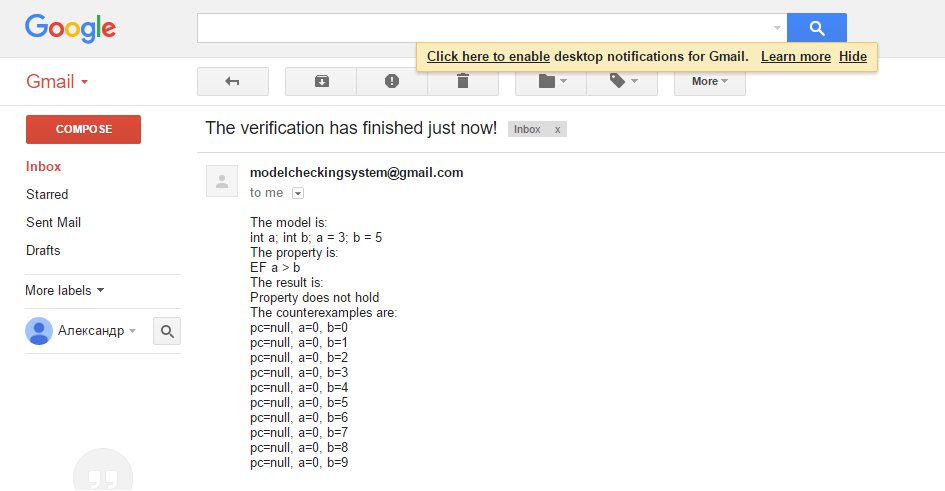 Google
Click here to enable desktop notifications for Gmail. Learn more Hide
Gmail
More
COMPOSE
The verification has finished just now! Inbox x
Inbox
Starred
Sent Mail
Drafts
More labels
Александр
modelcheckingsystem@gmail.com
to me
The model is:
int a; int b; a = 3; b = 5
The property is:
EF a > b
The result is:
Property does not hold
The counterexamples are:
pc=null, a=0, b=0
pc=null, a=0, b=1
pc=null, a=0, b=2
pc=null, a=0, b=3
pc=null, a=0, b=4
pc=null, a=0, b=5
pc=null, a=0, b=6
pc=null, a=0, b=7
pc=null, a=0, b=8
pc=null, a=0, b=9